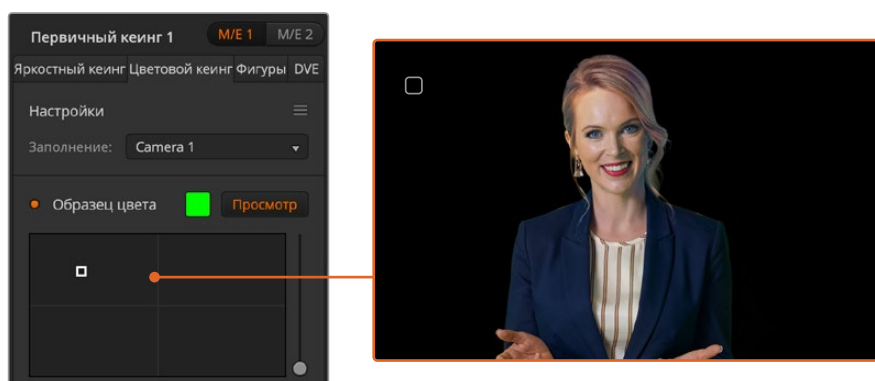 Первичный кеинг 1 M/E 1 M/E 2
Яркостный кеинг Цветовой кеинг Фигуры DVE
Настройки
Заполнение: Camera 1
Образец цвета Просмотр